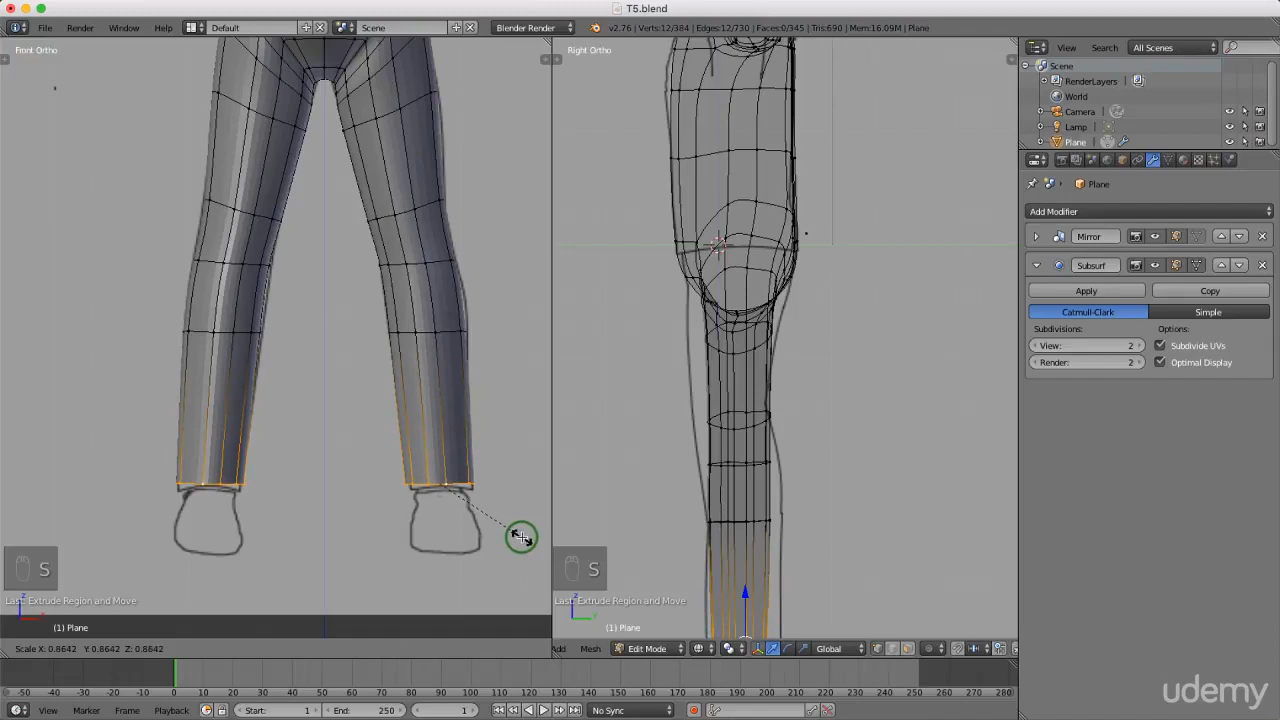 T5.blend
File Render Window Help Default Scene Blender Render v2.76 | Verts:12/384 | Edges:12/730 | Faces:0/345 | Tris:690 | Mem:16.09M | Plane
Front Ortho
Right Ortho
View Search All Scenes
Scene
RenderLayers
World
Camera
Lamp
Plane
Plane
Add Modifier
Mirror
Subsurf
Apply Copy
Catmull-Clark Simple
Subdivisions: Options:
View: 2 Subdivide UVs
Render: 2 Optimal Display
S
S
Last: Extrude Region and Move
Last: Extrude Region and Move
z
z
(1) Plane
(1) Plane
Scale X: 0.8642 Y: 0.8642 Z: 0.8642
Add Mesh Edit Mode Global
-50 -40 -30 -20 -10 0 10 20 30 40 50 60 70 80 90 100 110 120 130 140 150 160 170 180 190 200 210 220 230 240 250 260 270 280
View Marker Frame Playback Start: 1 End: 250 1 No Sync
udemy